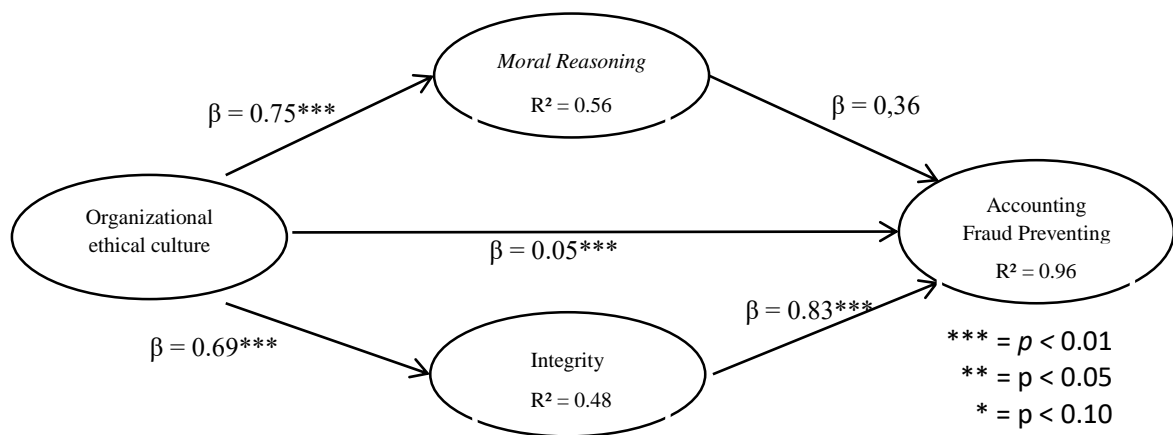 Moral Reasoning
R² = 0.56
β = 0.75***
β = 0,36
Organizational
ethical culture
β = 0.05***
Accounting
Fraud Preventing
R² = 0.96
β = 0.69***
β = 0.83***
Integrity
R² = 0.48
*** = p < 0.01
** = p < 0.05
* = p < 0.10